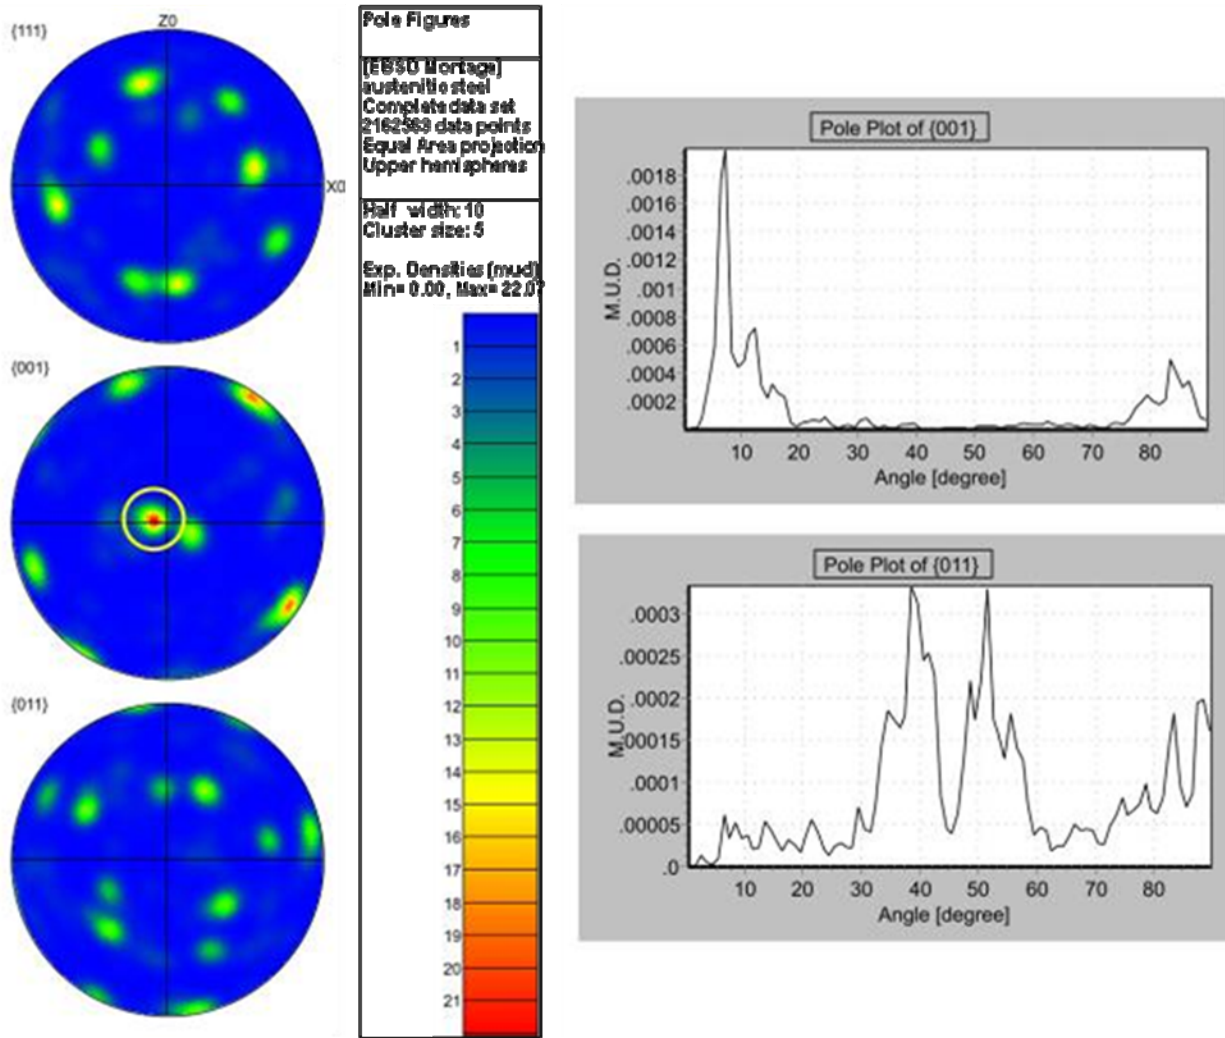 {111}
Z0
X0
{001}
{011}
Pole Figures
[EBSD Montage]
austenitic steel
Complete data set
2162563 data points
Equal Area projection
Upper hemispheres
Half width: 10
Cluster size: 5
Exp. Densities (mud)
Min= 0.00, Max= 22.07
1
2
3
4
5
6
7
8
9
10
11
12
13
14
15
16
17
18
19
20
21
Pole Plot of {001}
M.U.D.
.0018
.0016
.0014
.0012
.001
.0008
.0006
.0004
.0002
10 20 30 40 50 60 70 80
Angle [degree]
Pole Plot of {011}
M.U.D.
.0003
.00025
.0002
.00015
.0001
.00005
.0
10 20 30 40 50 60 70 80
Angle [degree]